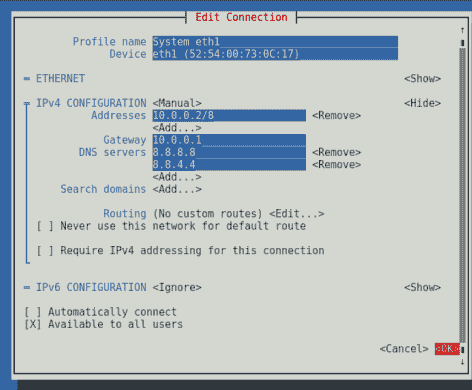 Edit Connection
Profile name System eth1
Device eth1 (52:54:00:73:0C:17)
ETHERNET <Show>
IPv4 CONFIGURATION <Manual> <Hide>
Addresses 10.0.0.2/8 <Remove>
<Add...>
Gateway 10.0.0.1
DNS servers 8.8.8.8 <Remove>
8.8.4.4 <Remove>
<Add...>
Search domains <Add...>
Routing (No custom routes) <Edit...>
[ ] Never use this network for default route
[ ] Require IPv4 addressing for this connection
IPv6 CONFIGURATION <Ignore> <Show>
[ ] Automatically connect
[X] Available to all users
<Cancel> <OK>